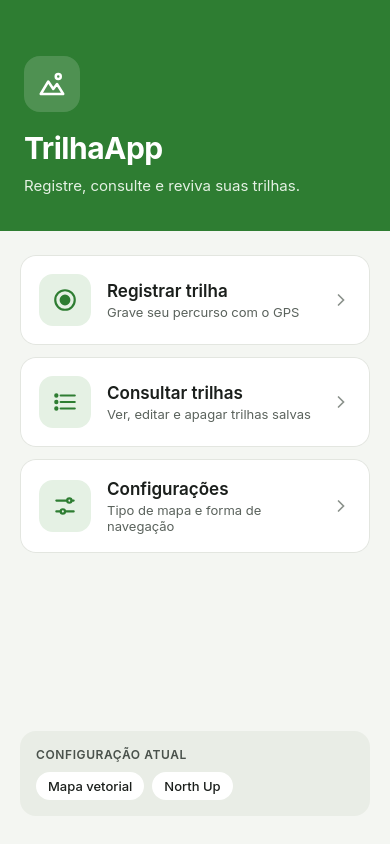 TrilhaApp
Registre, consulte e reviva suas trilhas.
Registrar trilha
Grave seu percurso com o GPS
Consultar trilhas
Ver, editar e apagar trilhas salvas
Configurações
Tipo de mapa e forma de
navegação
CONFIGURAÇÃO ATUAL
Mapa vetorial
North Up